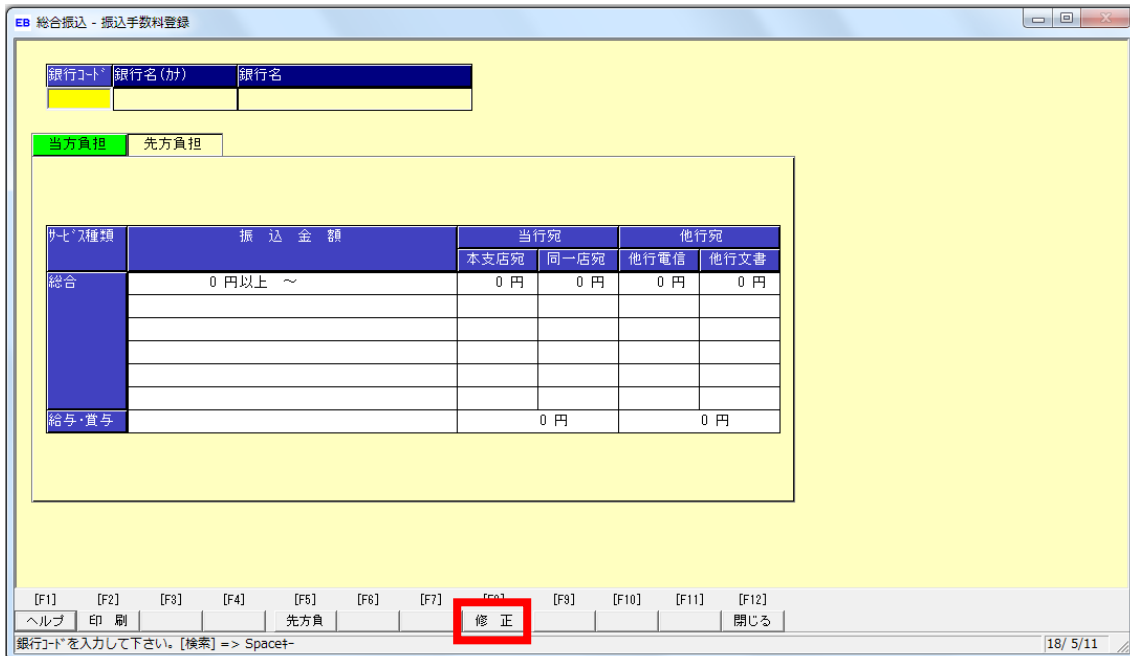 EB 総合振込 - 振込手数料登録
銀行ｺｰﾄﾞ 銀行名(ｶﾅ) 銀行名
当方負担 先方負担
ｻｰﾋﾞｽ種類 振 込 金 額 当行宛 他行宛
本支店宛 同一店宛 他行電信 他行文書
総合 0 円以上 ～ 0 円 0 円 0 円 0 円
給与・賞与 0 円 0 円
[F1] [F2] [F3] [F4] [F5] [F6] [F7] [F9] [F10] [F11] [F12]
ヘルプ 印 刷 先方負 修 正 閉じる
銀行ｺｰﾄﾞを入力して下さい。[検索] => Spaceｷｰ 18/ 5/11